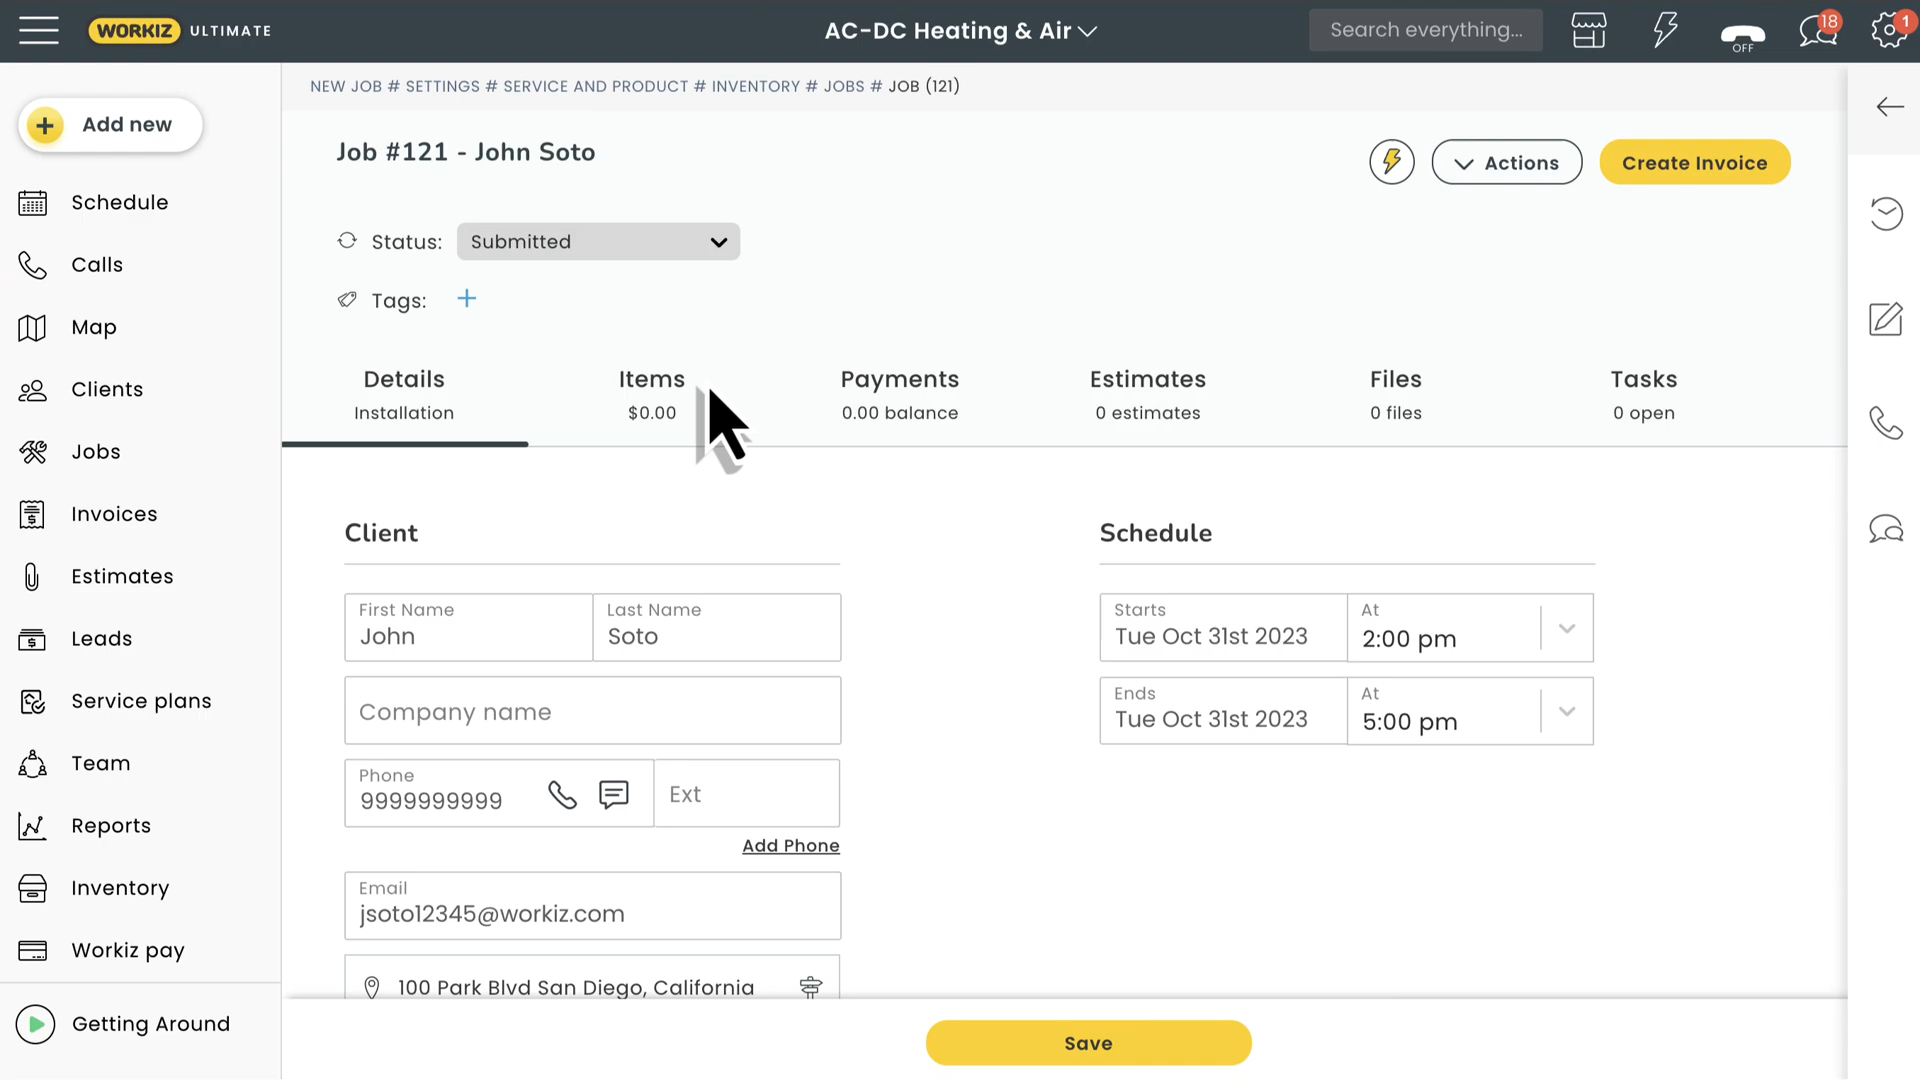 WORKIZ ULTIMATE
AC-DC Heating & Air
Search everything...
OFF
18
1
NEW JOB # SETTINGS # SERVICE AND PRODUCT # INVENTORY # JOBS # JOB (121)
Add new
Schedule
Calls
Map
Clients
Jobs
Invoices
Estimates
Leads
Service plans
Team
Reports
Inventory
Workiz pay
Getting Around
Job #121 - John Soto
Actions
Create Invoice
Status: Submitted
Tags: +
Details
Installation
Items
$0.00
Payments
0.00 balance
Estimates
0 estimates
Files
0 files
Tasks
0 open
Client
First Name
John
Last Name
Soto
Company name
Phone
9999999999
Ext
Add Phone
Email
jsoto12345@workiz.com
100 Park Blvd San Diego, California
Schedule
Starts
Tue Oct 31st 2023
At
2:00 pm
Ends
Tue Oct 31st 2023
At
5:00 pm
Save